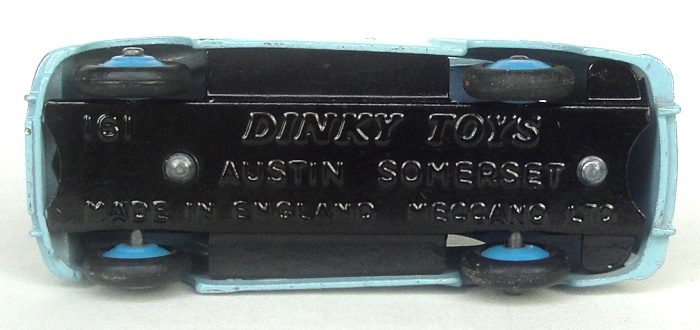 161 DINKY TOYS
AUSTIN SOMERSET
MADE IN ENGLAND MECCANO LTD